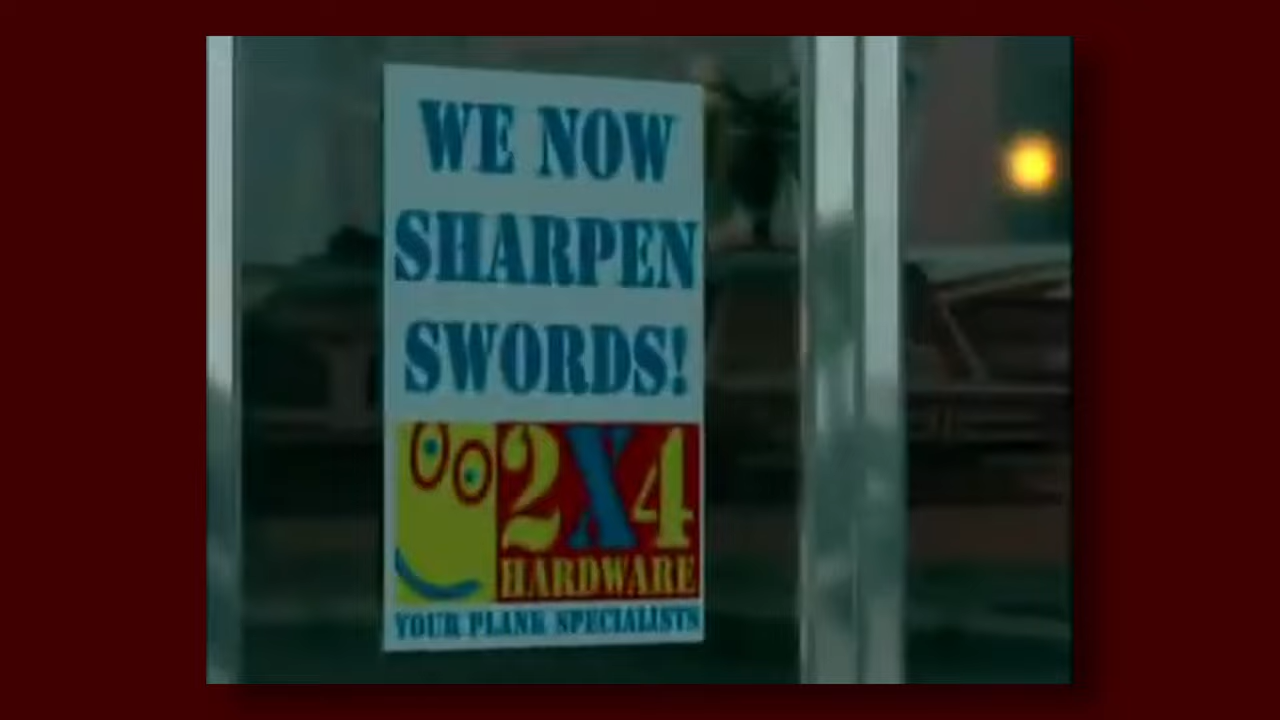 WE NOW
SHARPEN
SWORDS!
2X4
HARDWARE
YOUR PLANK SPECIALISTS